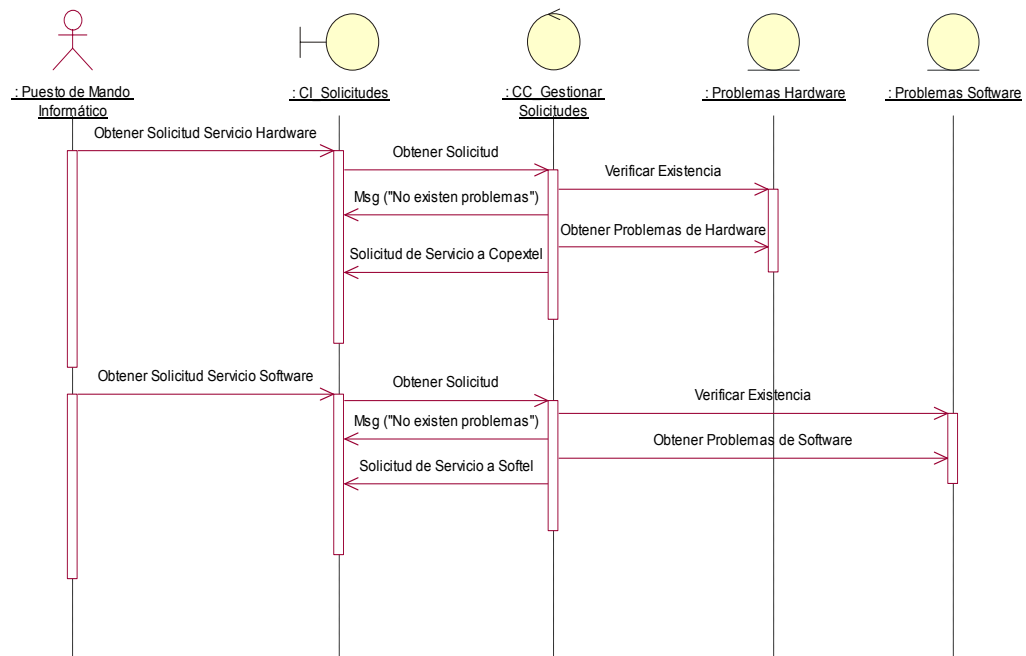 : Puesto de Mando
Informático
: CI_Solicitudes
: CC_Gestionar
Solicitudes
: Problemas Hardware
: Problemas Software
Obtener Solicitud Servicio Hardware
Obtener Solicitud
Verificar Existencia
Msg ("No existen problemas")
Obtener Problemas de Hardware
Solicitud de Servicio a Copextel
Obtener Solicitud Servicio Software
Obtener Solicitud
Verificar Existencia
Msg ("No existen problemas")
Obtener Problemas de Software
Solicitud de Servicio a Softel